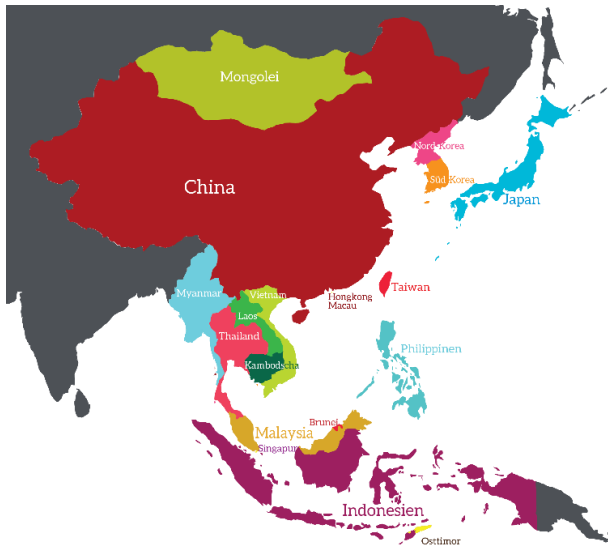 Mongolei
Nord-Korea
Süd-Korea
China
Japan
Taiwan
Myanmar
Vietnam
Hongkong
Macau
Laos
Thailand
Philippinen
Kambodscha
Brunei
Malaysia
Singapur
Indonesien
Osttimor